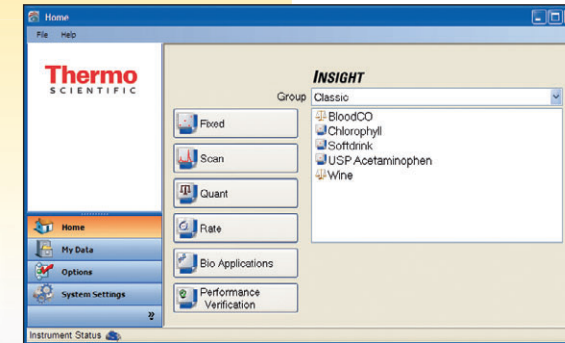 Home
File Help
Thermo
SCIENTIFIC
INSIGHT
Group Classic
BloodCO
Chlorophyll
Softdrink
USP Acetaminophen
Wine
Fixed
Scan
Quant
Rate
Bio Applications
Performance
Verification
Home
My Data
Options
System Settings
Instrument Status